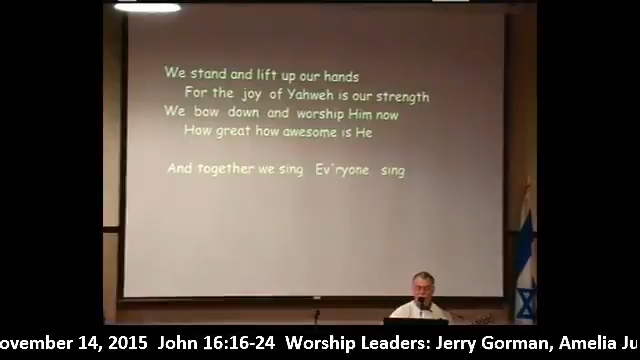 We stand and lift up our hands
For the joy of Yahweh is our strength
We bow down and worship Him now
How great how awesome is He
And together we sing Ev'ryone sing
ovember 14, 2015 John 16:16-24 Worship Leaders: Jerry Gorman, Amelia Ju